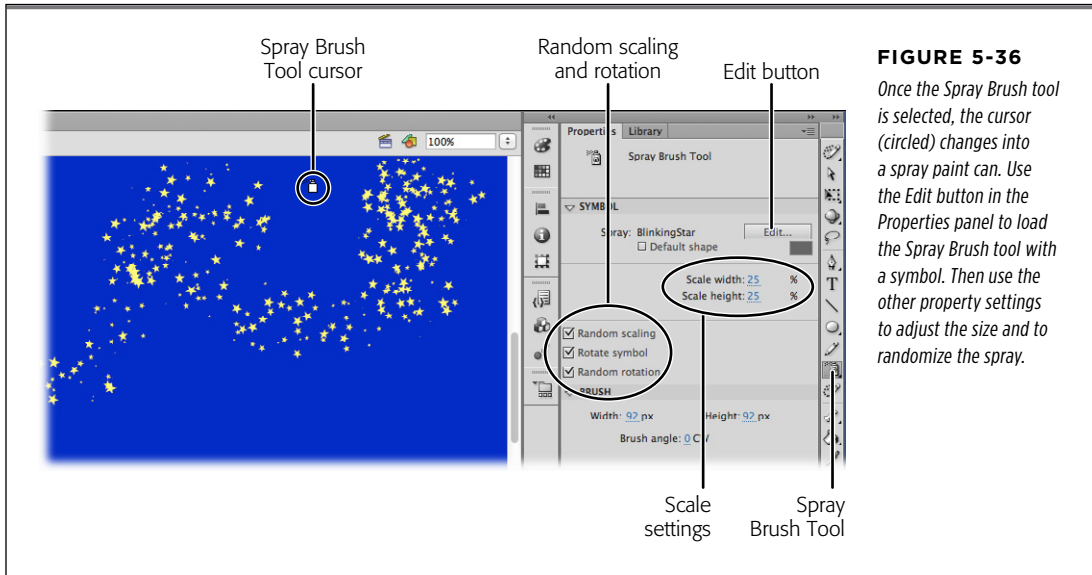 Spray Brush
Tool cursor
Random scaling
and rotation
Edit button
FIGURE 5-36
Once the Spray Brush tool
is selected, the cursor
(circled) changes into
a spray paint can. Use
the Edit button in the
Properties panel to load
the Spray Brush tool with
a symbol. Then use the
other property settings
to adjust the size and to
randomize the spray.
100%
Properties Library
Spray Brush Tool
SYMBOL
Spray: BlinkingStar Edit...
Default shape
Scale width: 25 %
Scale height: 25 %
Random scaling
Rotate symbol
Random rotation
BRUSH
Width: 92 px Height: 92 px
Brush angle: 0 CW
T
Scale
settings
Spray
Brush Tool